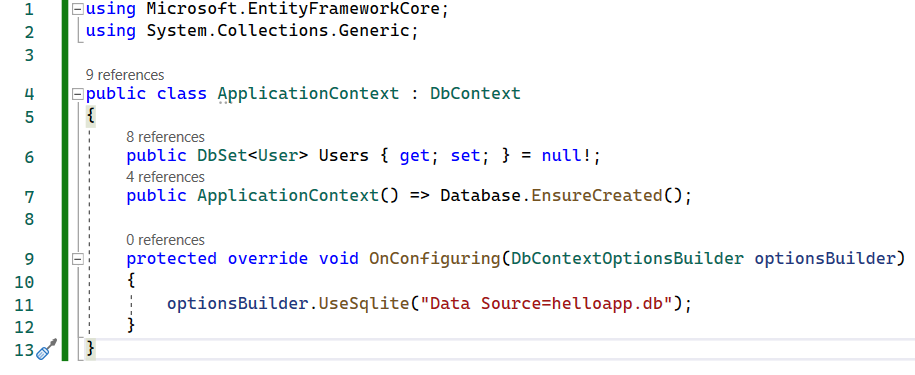 1 using Microsoft.EntityFrameworkCore;
2 using System.Collections.Generic;
3
9 references
4 public class ApplicationContext : DbContext
5 {
8 references
6 public DbSet<User> Users { get; set; } = null!;
4 references
7 public ApplicationContext() => Database.EnsureCreated();
8
0 references
9 protected override void OnConfiguring(DbContextOptionsBuilder optionsBuilder)
10 {
11 optionsBuilder.UseSqlite("Data Source=helloapp.db");
12 }
13 }